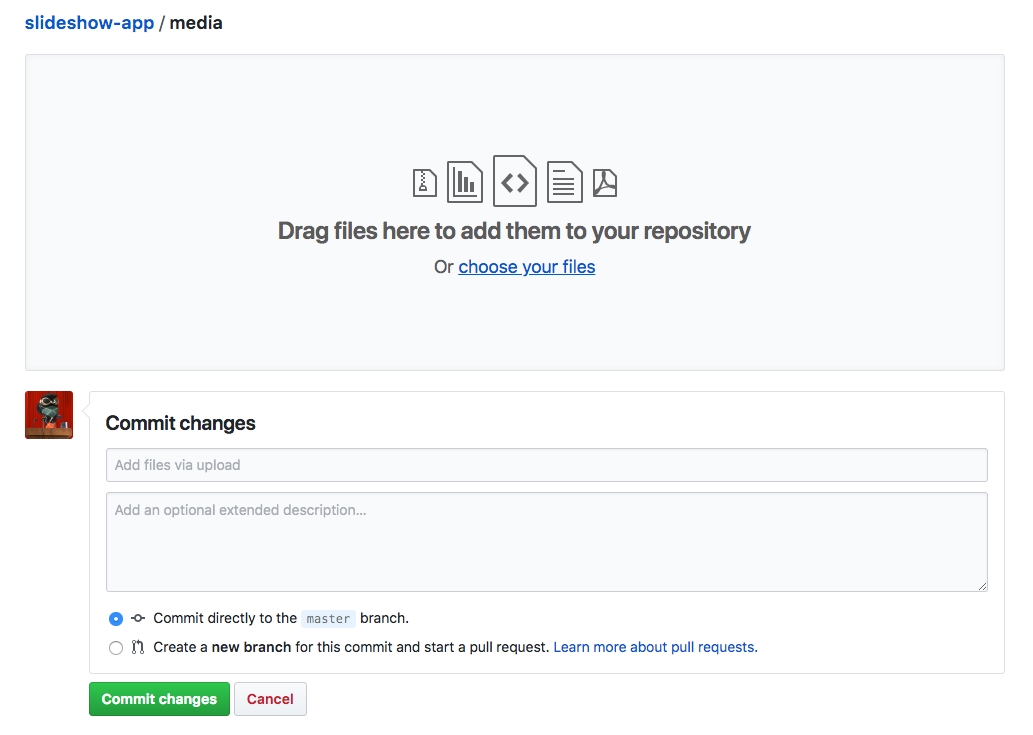 slideshow-app / media
Drag files here to add them to your repository
Or choose your files
Commit changes
Add files via upload
Add an optional extended description...
Commit directly to the master branch.
Create a new branch for this commit and start a pull request. Learn more about pull requests.
Commit changes Cancel